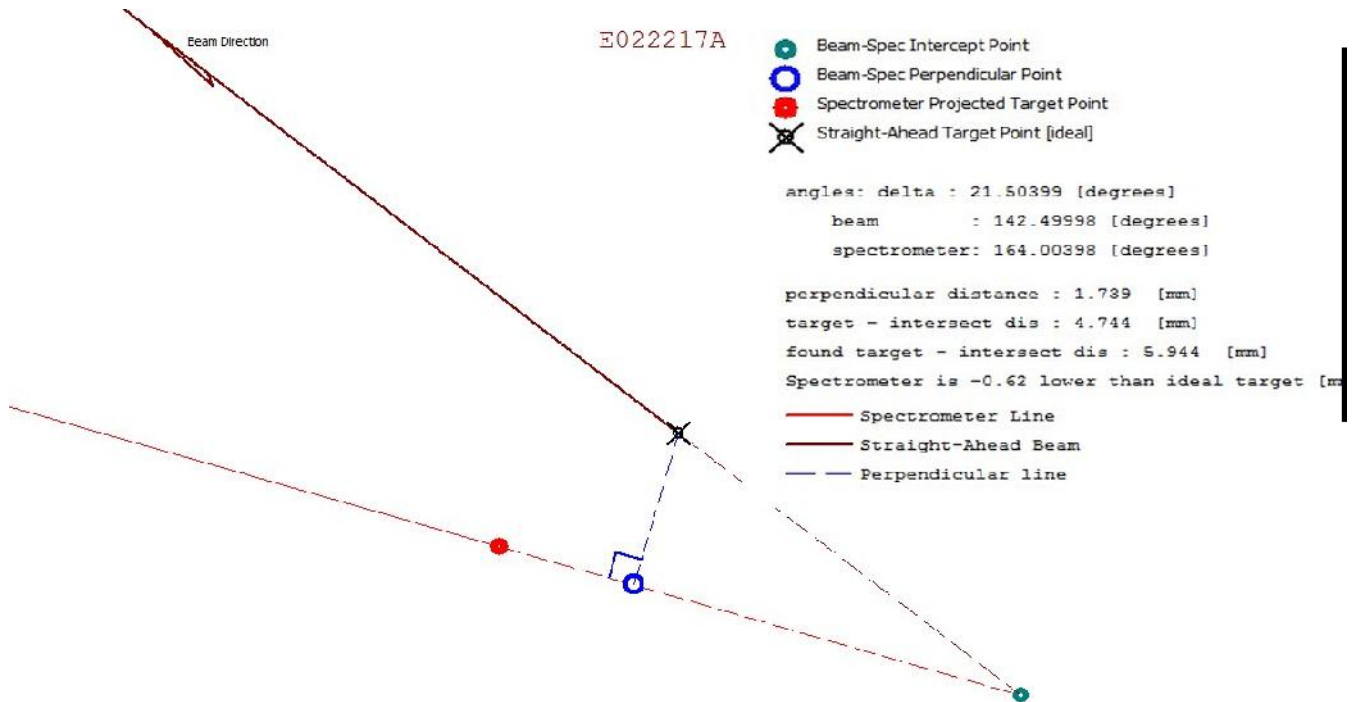 Beam Direction
E022217A
Beam-Spec Intercept Point
Beam-Spec Perpendicular Point
Spectrometer Projected Target Point
Straight-Ahead Target Point [ideal]
angles: delta : 21.50399 [degrees]
beam : 142.49998 [degrees]
spectrometer: 164.00398 [degrees]
perpendicular distance : 1.739 [mm]
target - intersect dis : 4.744 [mm]
found target - intersect dis : 5.944 [mm]
Spectrometer is -0.62 lower than ideal target [m
Spectrometer Line
Straight-Ahead Beam
Perpendicular line